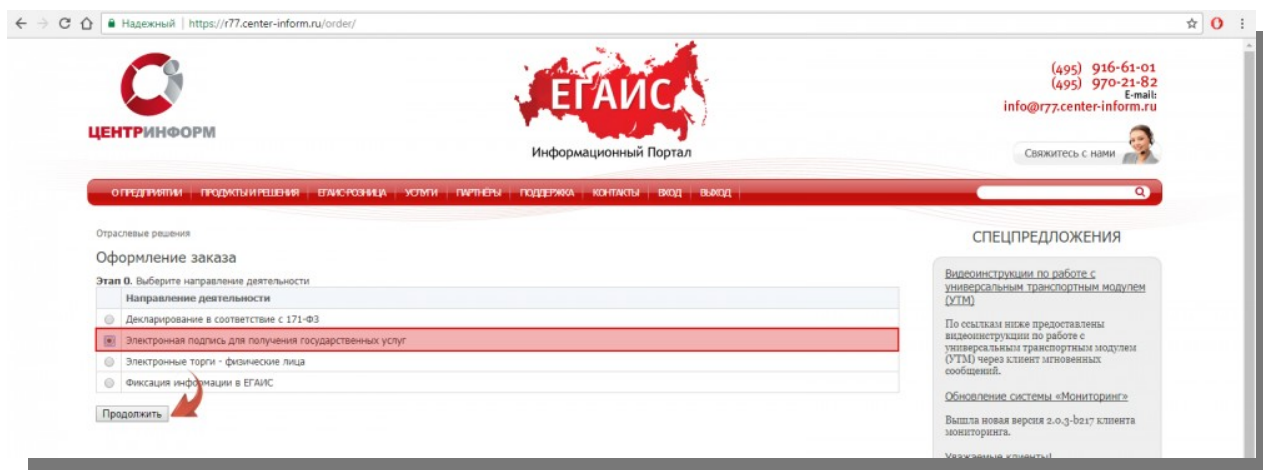 Надежный | https://r77.center-inform.ru/order/
ЦЕНТРИНФОРМ
ЕГАИС
Информационный Портал
(495) 916-61-01
(495) 970-21-82
E-mail:
info@r77.center-inform.ru
Свяжитесь с нами
О ПРЕДПРИЯТИИ ПРОДУКТЫ И РЕШЕНИЯ ЕГАИС-РОЗНИЦА УСЛУГИ ПАРТНЁРЫ ПОДДЕРЖКА КОНТАКТЫ ВХОД ВЫХОД
Отраслевые решения
Оформление заказа
Этап 0. Выберите направление деятельности
Направление деятельности
Декларирование в соответствие с 171-ФЗ
Электронная подпись для получения государственных услуг
Электронные торги - физические лица
Фиксация информации в ЕГАИС
Продолжить
СПЕЦПРЕДЛОЖЕНИЯ
Видеоинструкции по работе с
универсальным транспортным модулем
(УТМ)
По ссылкам ниже предоставлены
видеоинструкции по работе с
универсальным транспортным модулем
(УТМ) через клиент мгновенных
сообщений.
Обновление системы «Мониторинг»
Вышла новая версия 2.0.3-b217 клиента
мониторинга.
Уважаемые клиенты!